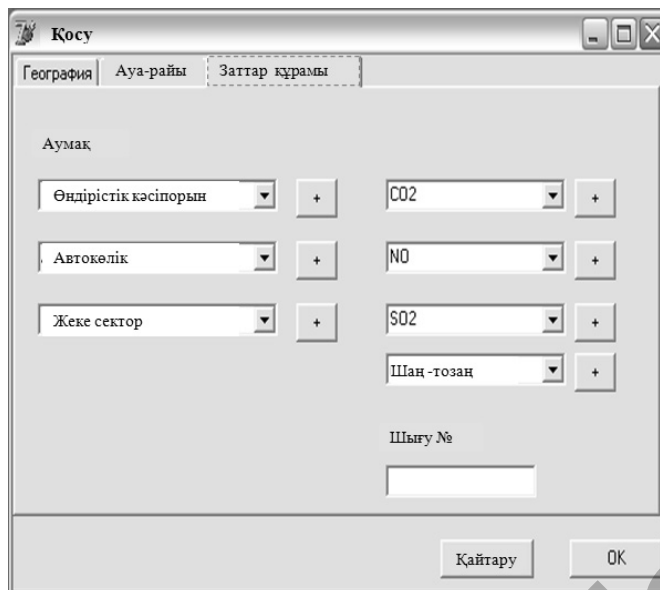 Қосу
География Ауа-райы Заттар құрамы
Аумақ
Өндірістік кәсіпорын + CO2 +
Автокөлік + NO +
Жеке сектор + SO2 +
Шаң -тозаң +
Шығу №
Қайтару OK